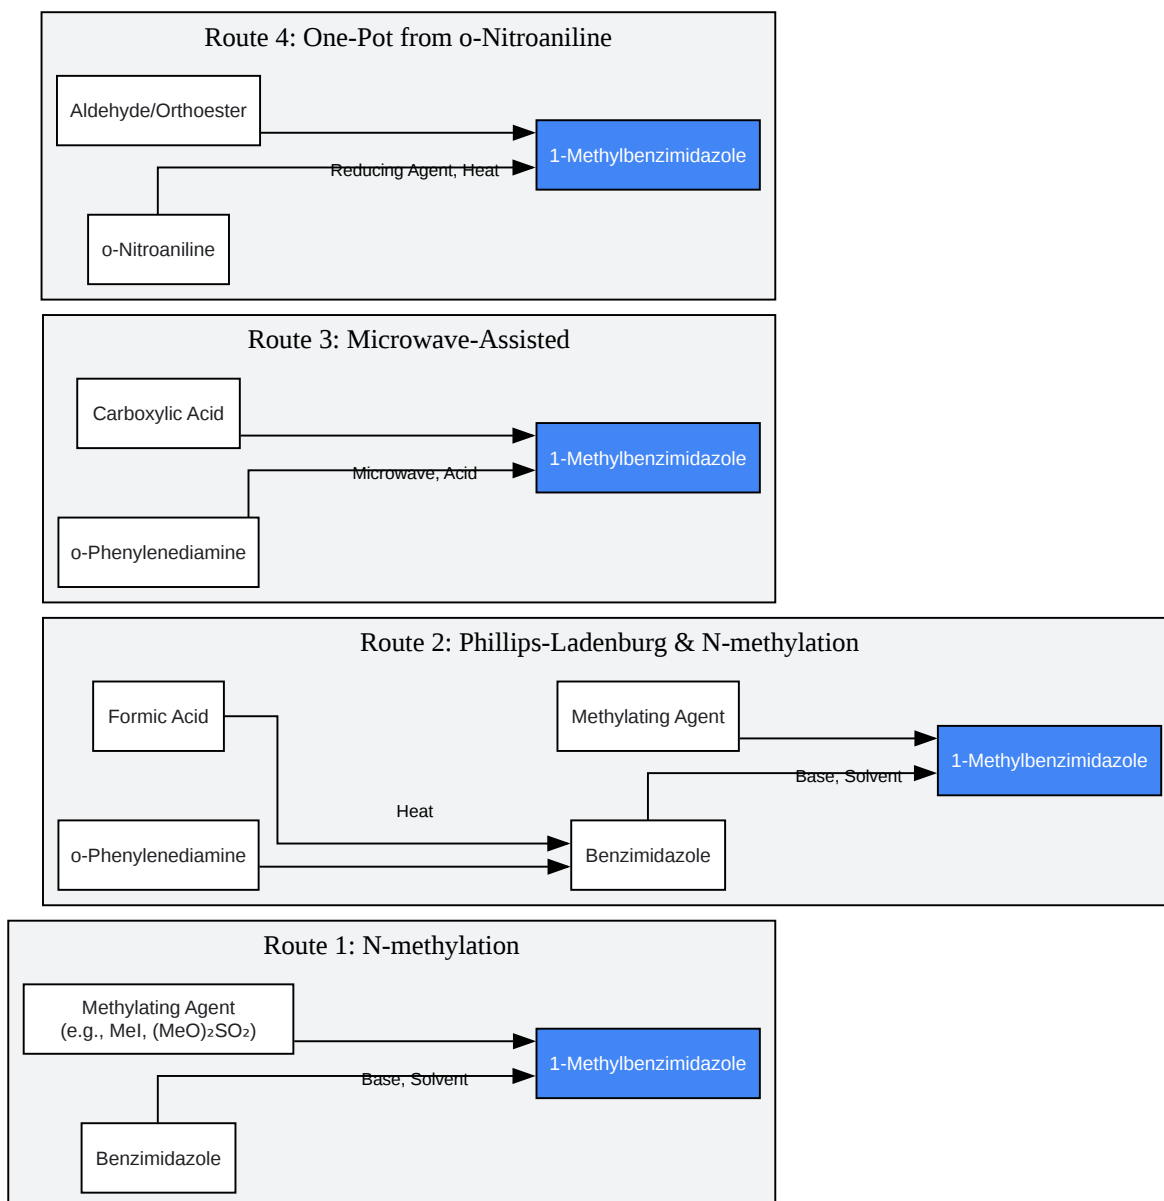 Route 4: One-Pot from o-Nitroaniline
Aldehyde/Orthoester
1-Methylbenzimidazole
Reducing Agent, Heat
o-Nitroaniline
Route 3: Microwave-Assisted
Carboxylic Acid
1-Methylbenzimidazole
Microwave, Acid
o-Phenylenediamine
Route 2: Phillips-Ladenburg & N-methylation
Formic Acid
Methylating Agent
1-Methylbenzimidazole
Base, Solvent
Heat
o-Phenylenediamine
Benzimidazole
Route 1: N-methylation
Methylating Agent
(e.g., MeI, (MeO)₂SO₂)
1-Methylbenzimidazole
Base, Solvent
Benzimidazole